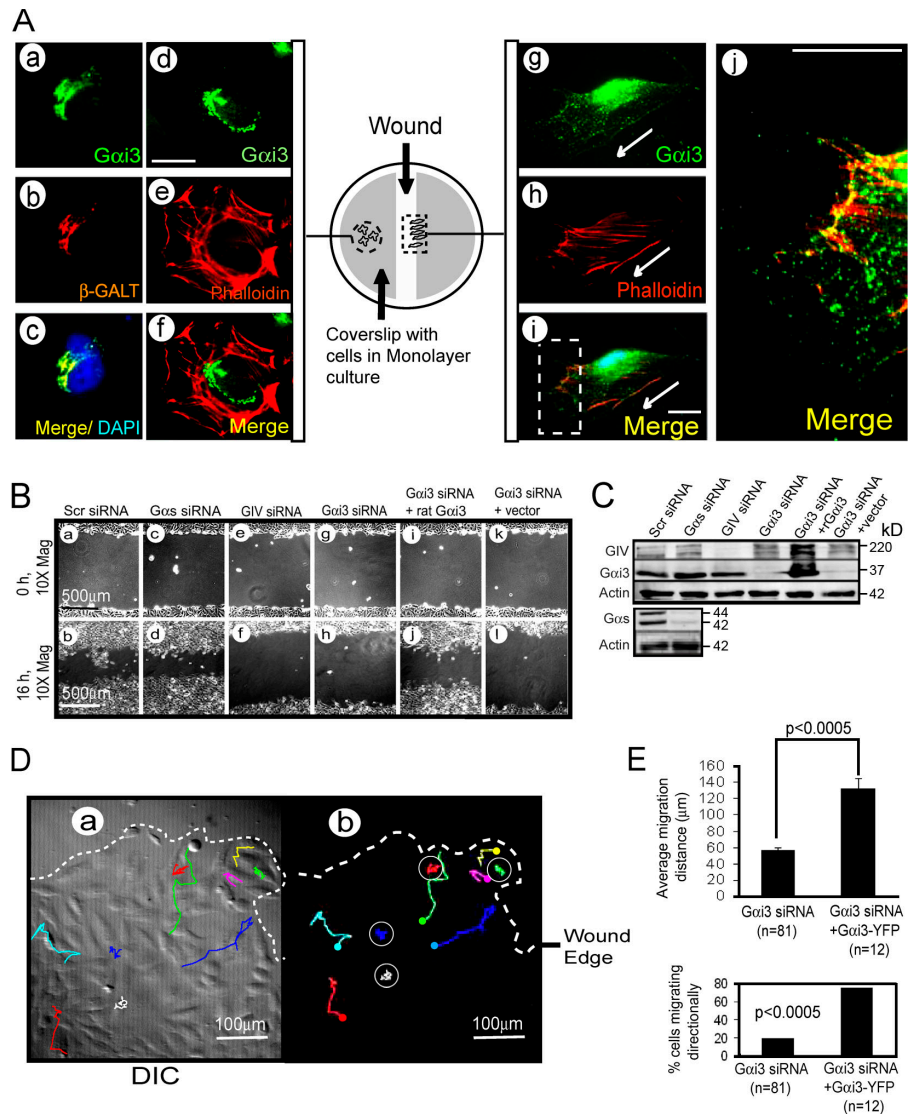 A
a
Gαi3
d
Gαi3
b
β-GALT
e
Phalloidin
c
Merge/ DAPI
f
Merge
Wound
Coverslip with
cells in Monolayer
culture
g
Gαi3
h
Phalloidin
i
Merge
j
Merge
B
Scr siRNA
Gαs siRNA
GIV siRNA
Gαi3 siRNA
Gαi3 siRNA
+ rat Gαi3
Gαi3 siRNA
+ vector
0 h,
10X Mag
a
c
e
g
i
k
500μm
16 h,
10X Mag
b
d
f
h
j
l
500μm
C
Scr siRNA
Gαs siRNA
GIV siRNA
Gαi3 siRNA
Gαi3 siRNA
+rGαi3
Gαi3 siRNA
+vector
kD
GIV
220
Gαi3
37
Actin
42
Gαs
44
42
Actin
42
D
a
100μm
DIC
b
100μm
Wound
Edge
E
p<0.0005
Average migration
distance (μm)
160
140
120
100
80
60
40
20
0
Gαi3 siRNA
(n=81)
Gαi3 siRNA
+Gαi3-YFP
(n=12)
% cells migrating
directionally
80
60
40
20
0
p<0.0005
Gαi3 siRNA
(n=81)
Gαi3 siRNA
+Gαi3-YFP
(n=12)